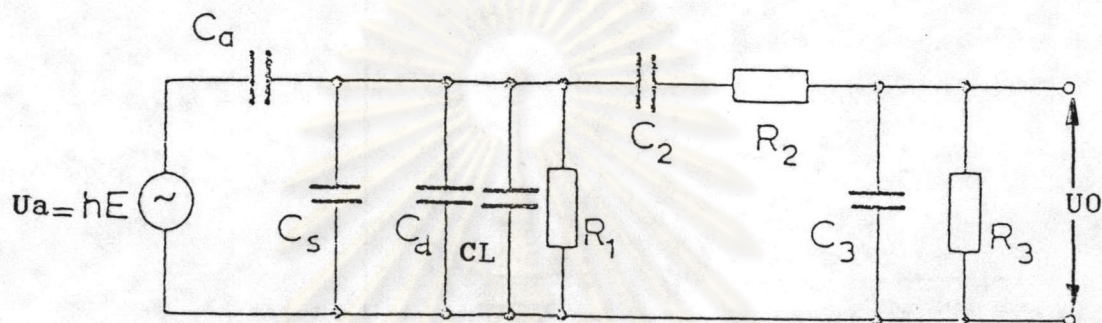 Ca
C2
R2
Ua = hE
~
Cs
Cd
CL
R1
C3
R3
U0